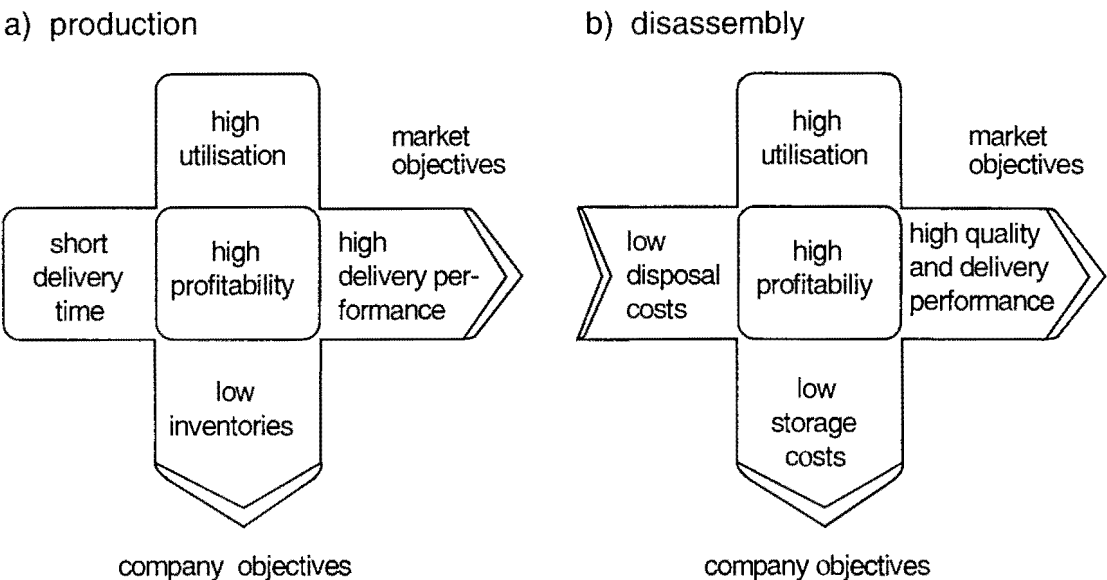 a) production
high
utilisation
market
objectives
short
delivery
time
high
profitability
high
delivery per-
formance
low
inventories
company objectives
b) disassembly
high
utilisation
market
objectives
low
disposal
costs
high
profitabiliy
high quality
and delivery
performance
low
storage
costs
company objectives